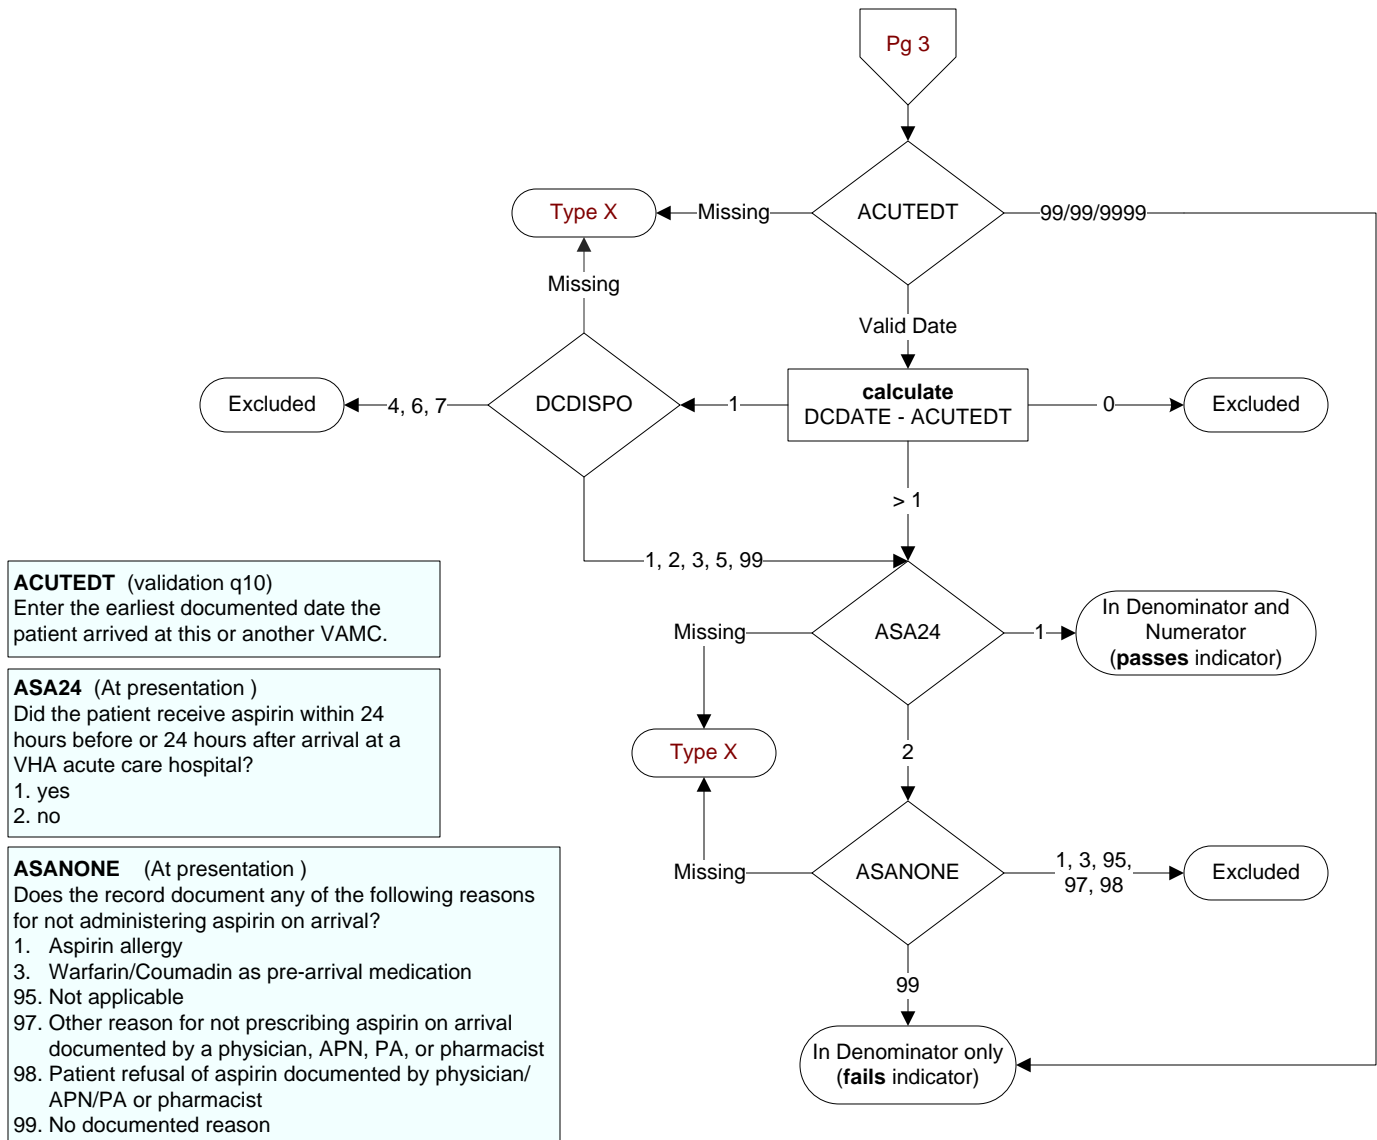 Pg 3
ACUTEDT
Type X
Missing
99/99/9999
Missing
Valid Date
calculate
DCDATE - ACUTEDT
DCDISPO
1
0
Excluded
4, 6, 7
Excluded
> 1
1, 2, 3, 5, 99
ASA24
Missing
1
In Denominator and
Numerator
(passes indicator)
Type X
2
ASANONE
Missing
1, 3, 95,
97, 98
Excluded
99
In Denominator only
(fails indicator)
ACUTEDT (validation q10)
Enter the earliest documented date the
patient arrived at this or another VAMC.
ASA24 (At presentation )
Did the patient receive aspirin within 24
hours before or 24 hours after arrival at a
VHA acute care hospital?
1. yes
2. no
ASANONE (At presentation )
Does the record document any of the following reasons
for not administering aspirin on arrival?
1. Aspirin allergy
3. Warfarin/Coumadin as pre-arrival medication
95. Not applicable
97. Other reason for not prescribing aspirin on arrival
documented by a physician, APN, PA, or pharmacist
98. Patient refusal of aspirin documented by physician/
APN/PA or pharmacist
99. No documented reason